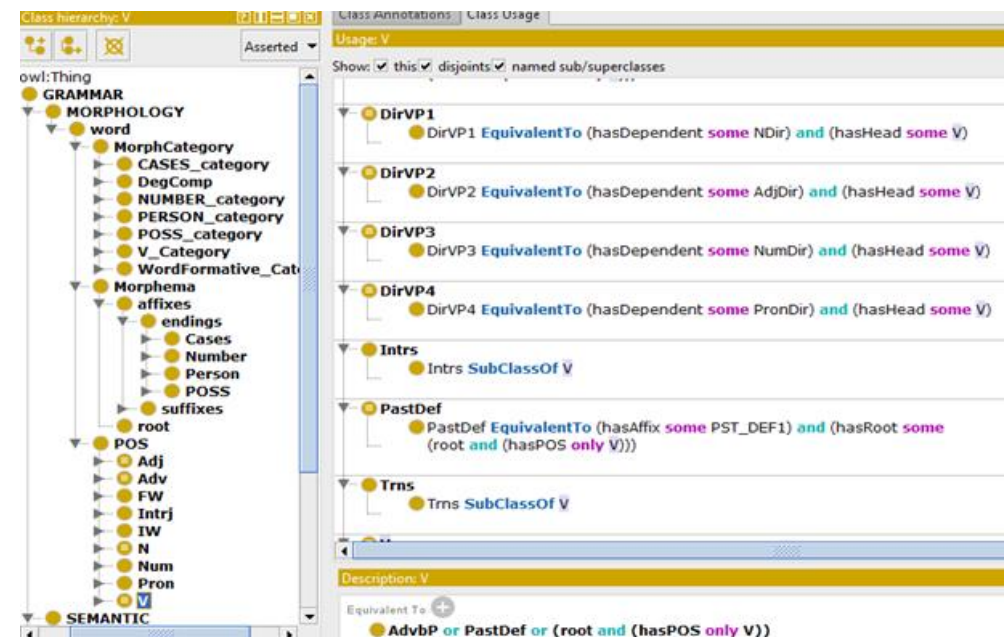 Class hierarchy: V
Asserted
owl:Thing
GRAMMAR
MORPHOLOGY
word
MorphCategory
CASES_category
DegComp
NUMBER_category
PERSON_category
POSS_category
V_Category
WordFormative_Cat
Morphema
affixes
endings
Cases
Number
Person
POSS
suffixes
root
POS
Adj
Adv
FW
Intrj
IW
N
Num
Pron
V
SEMANTIC
Class Annotations Class Usage
Usage: V
Show: this disjoints named sub/superclasses
DirVP1
DirVP1 EquivalentTo (hasDependent some NDir) and (hasHead some V)
DirVP2
DirVP2 EquivalentTo (hasDependent some AdjDir) and (hasHead some V)
DirVP3
DirVP3 EquivalentTo (hasDependent some NumDir) and (hasHead some V)
DirVP4
DirVP4 EquivalentTo (hasDependent some PronDir) and (hasHead some V)
Intrs
Intrs SubClassOf V
PastDef
PastDef EquivalentTo (hasAffix some PST_DEF1) and (hasRoot some
(root and (hasPOS only V)))
Trns
Trns SubClassOf V
Description: V
Equivalent To
AdvbP or PastDef or (root and (hasPOS only V))